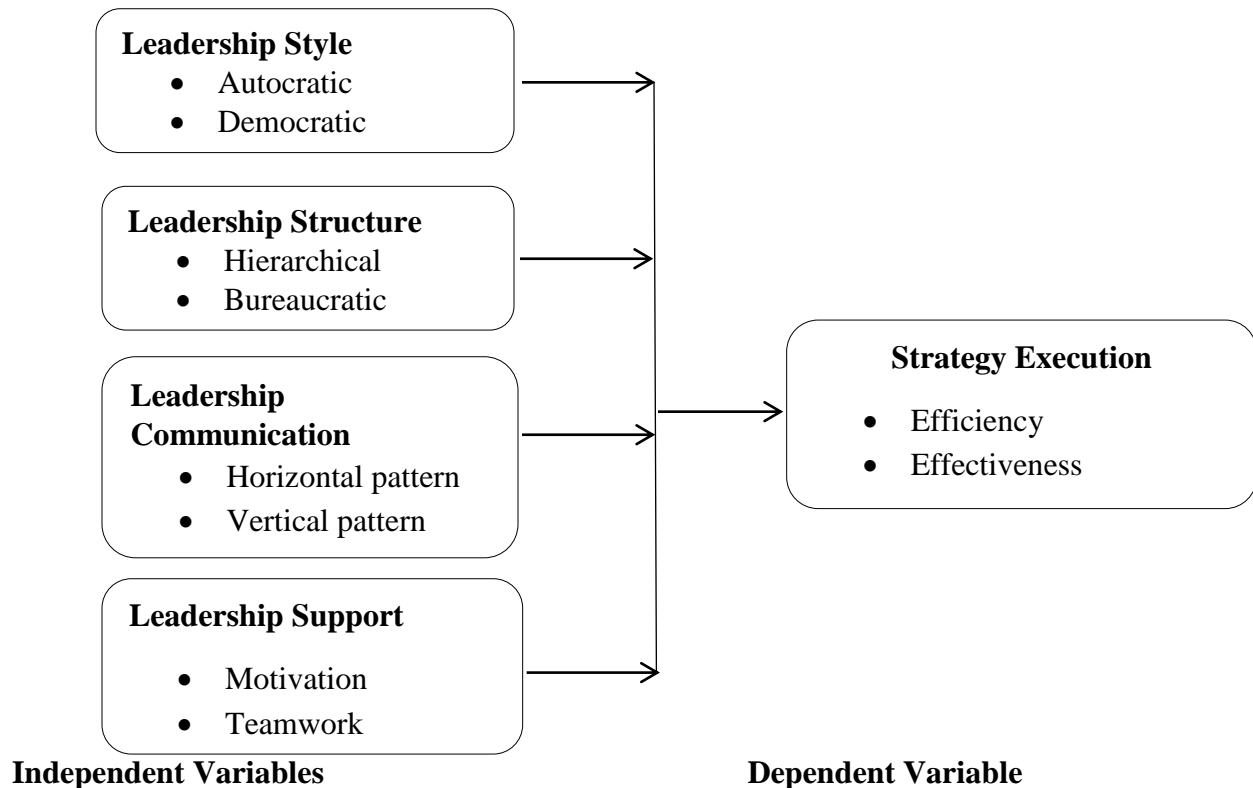 Leadership Style
• Autocratic
• Democratic
Leadership Structure
• Hierarchical
• Bureaucratic
Leadership
Communication
• Horizontal pattern
• Vertical pattern
Leadership Support
• Motivation
• Teamwork
Strategy Execution
• Efficiency
• Effectiveness
Independent Variables
Dependent Variable